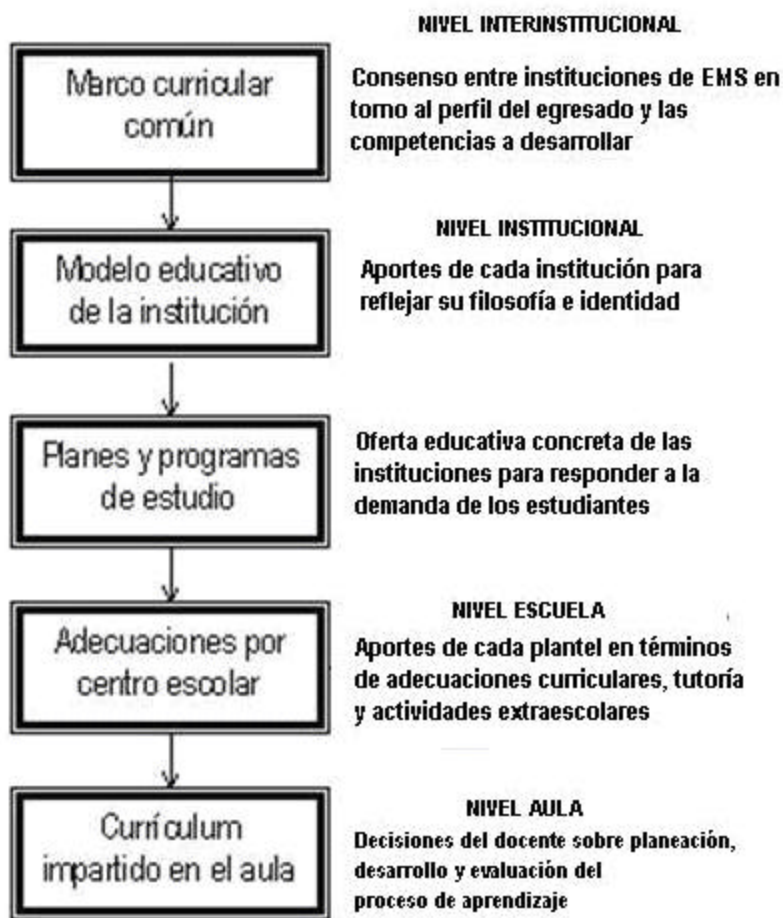 NIVEL INTERINSTITUCIONAL
Marco curricular
común
Consenso entre instituciones de EMS en
torno al perfil del egresado y las
competencias a desarrollar
NIVEL INSTITUCIONAL
Modelo educativo
de la institución
Aportes de cada institución para
reflejar su filosofía e identidad
Planes y programas
de estudio
Oferta educativa concreta de las
instituciones para responder a la
demanda de los estudiantes
NIVEL ESCUELA
Adecuaciones por
centro escolar
Aportes de cada plantel en términos
de adecuaciones curriculares, tutoría
y actividades extraescolares
NIVEL AULA
Currículum
impartido en el aula
Decisiones del docente sobre planeación,
desarrollo y evaluación del
proceso de aprendizaje